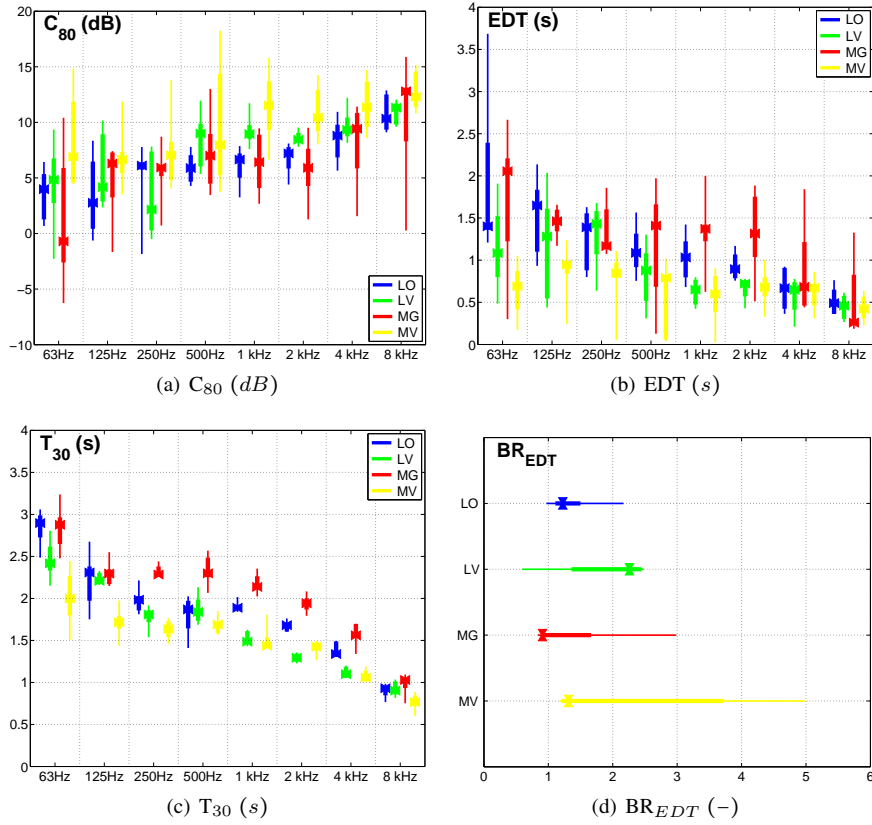 C80 (dB)
20
15
10
5
0
−5
−10
63Hz 125Hz 250Hz 500Hz 1 kHz 2 kHz 4 kHz 8 kHz
LO
LV
MG
MV
(a) C80 (dB)
EDT (s)
4
3.5
3
2.5
2
1.5
1
0.5
0
63Hz 125Hz 250Hz 500Hz 1 kHz 2 kHz 4 kHz 8 kHz
LO
LV
MG
MV
(b) EDT (s)
T30 (s)
4
3.5
3
2.5
2
1.5
1
0.5
0
63Hz 125Hz 250Hz 500Hz 1 kHz 2 kHz 4 kHz 8 kHz
LO
LV
MG
MV
(c) T30 (s)
BREDT
LO
LV
MG
MV
0 1 2 3 4 5 6
(d) BREDT (−)